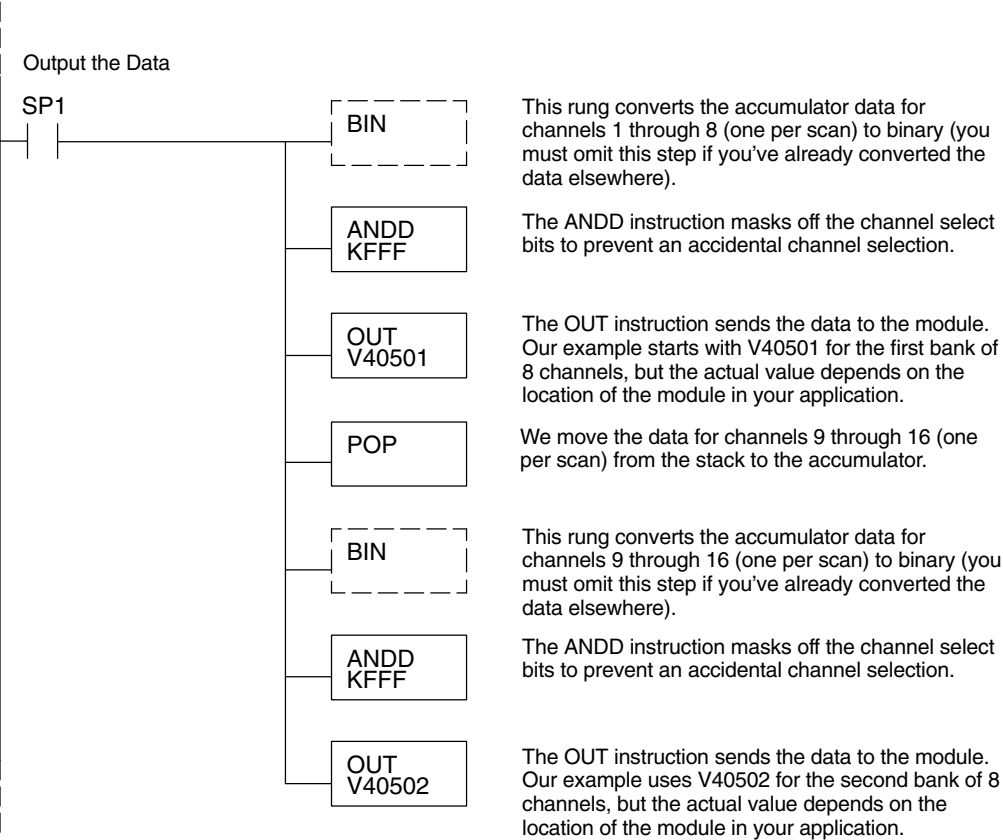 Output the Data
SP1
BIN
This rung converts the accumulator data for
channels 1 through 8 (one per scan) to binary (you
must omit this step if you’ve already converted the
data elsewhere).
ANDD
KFFF
The ANDD instruction masks off the channel select
bits to prevent an accidental channel selection.
OUT
V40501
The OUT instruction sends the data to the module.
Our example starts with V40501 for the first bank of
8 channels, but the actual value depends on the
location of the module in your application.
POP
We move the data for channels 9 through 16 (one
per scan) from the stack to the accumulator.
BIN
This rung converts the accumulator data for
channels 9 through 16 (one per scan) to binary (you
must omit this step if you’ve already converted the
data elsewhere).
ANDD
KFFF
The ANDD instruction masks off the channel select
bits to prevent an accidental channel selection.
OUT
V40502
The OUT instruction sends the data to the module.
Our example uses V40502 for the second bank of 8
channels, but the actual value depends on the
location of the module in your application.